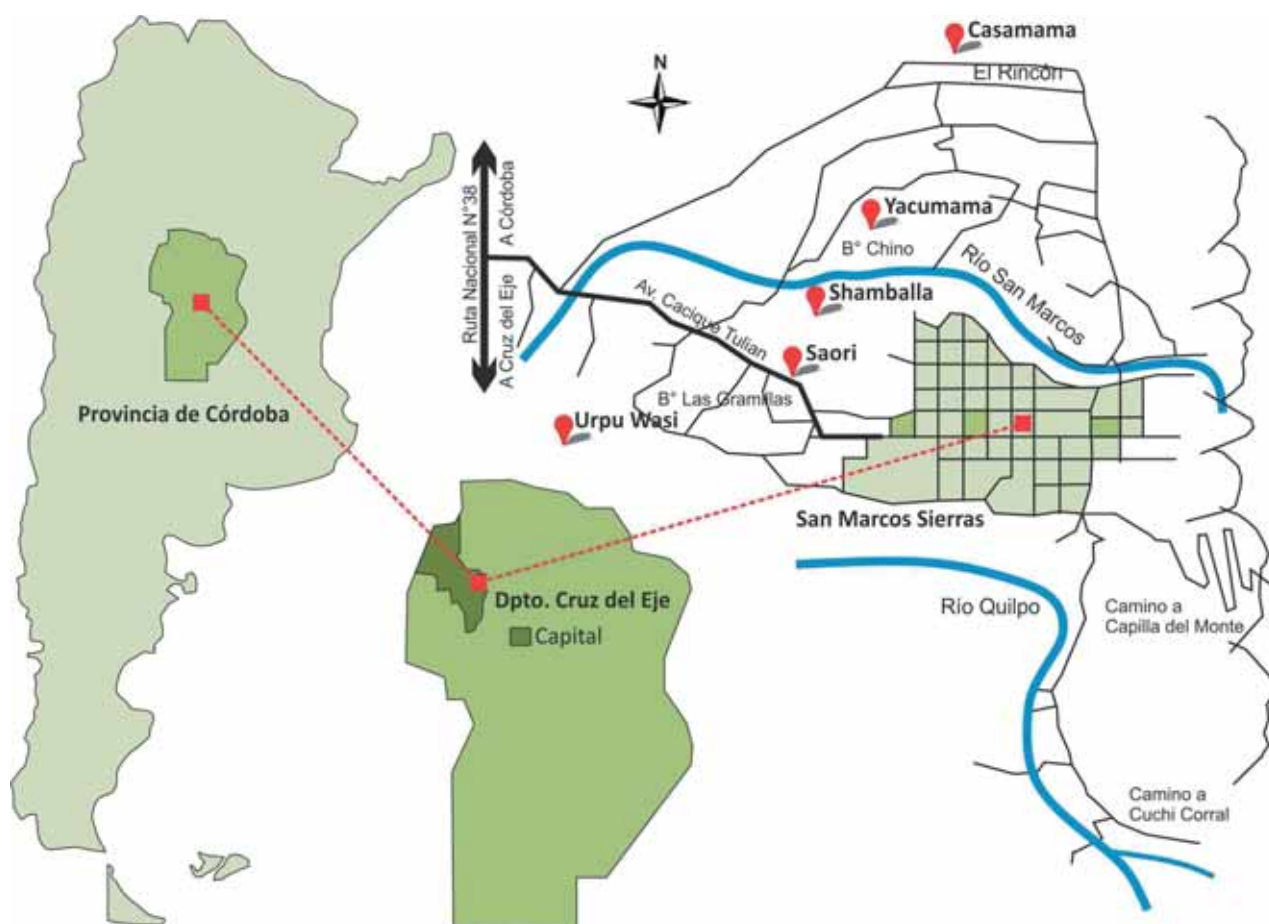 Casamama
El Rincón
N
Ruta Nacional N°38
A Córdoba
A Cruz del Eje
Yacumama
B° Chino
Río San Marcos
Shamballa
Av. Cacique Tulian
Saori
B° Las Gramillas
Provincia de Córdoba
Urpu Wasi
San Marcos Sierras
Dpto. Cruz del Eje
Capital
Río Quilpo
Camino a
Capilla del Monte
Camino a
Cuchi Corral